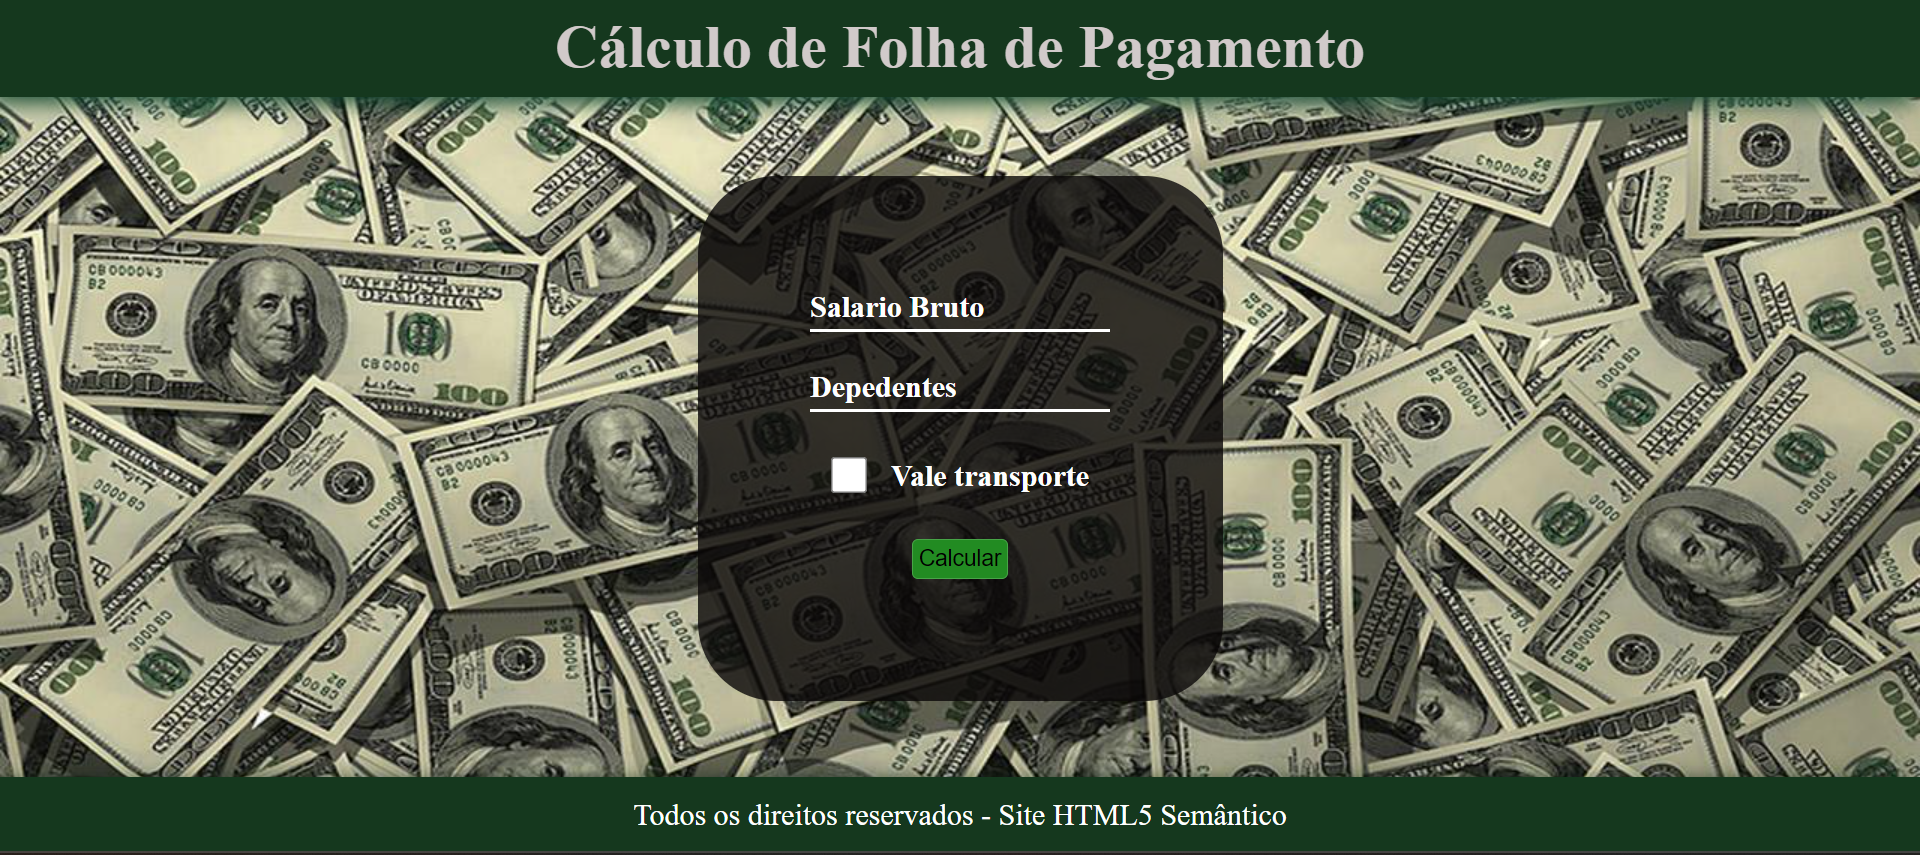 Cálculo de Folha de Pagamento
Salario Bruto
Depedentes
Vale transporte
Calcular
Todos os direitos reservados - Site HTML5 Semântico